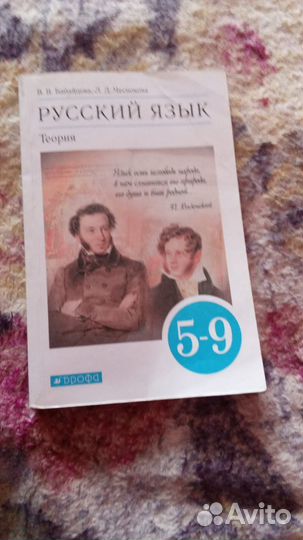 В. В. Бабайцева, Л. Д. Чеснокова
РУССКИЙ ЯЗЫК
Теория
Язык есть исповедь народа,
в нём слышится его природа,
его душа и быт родной...
П. Вяземский
5-9
дрофа
Avito